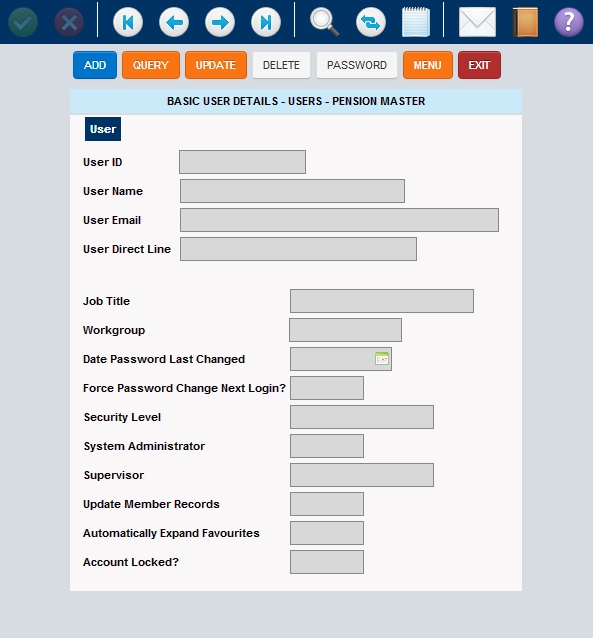 ADD QUERY UPDATE DELETE PASSWORD MENU EXIT
BASIC USER DETAILS - USERS - PENSION MASTER
User
User ID
User Name
User Email
User Direct Line
Job Title
Workgroup
Date Password Last Changed
Force Password Change Next Login?
Security Level
System Administrator
Supervisor
Update Member Records
Automatically Expand Favourites
Account Locked?